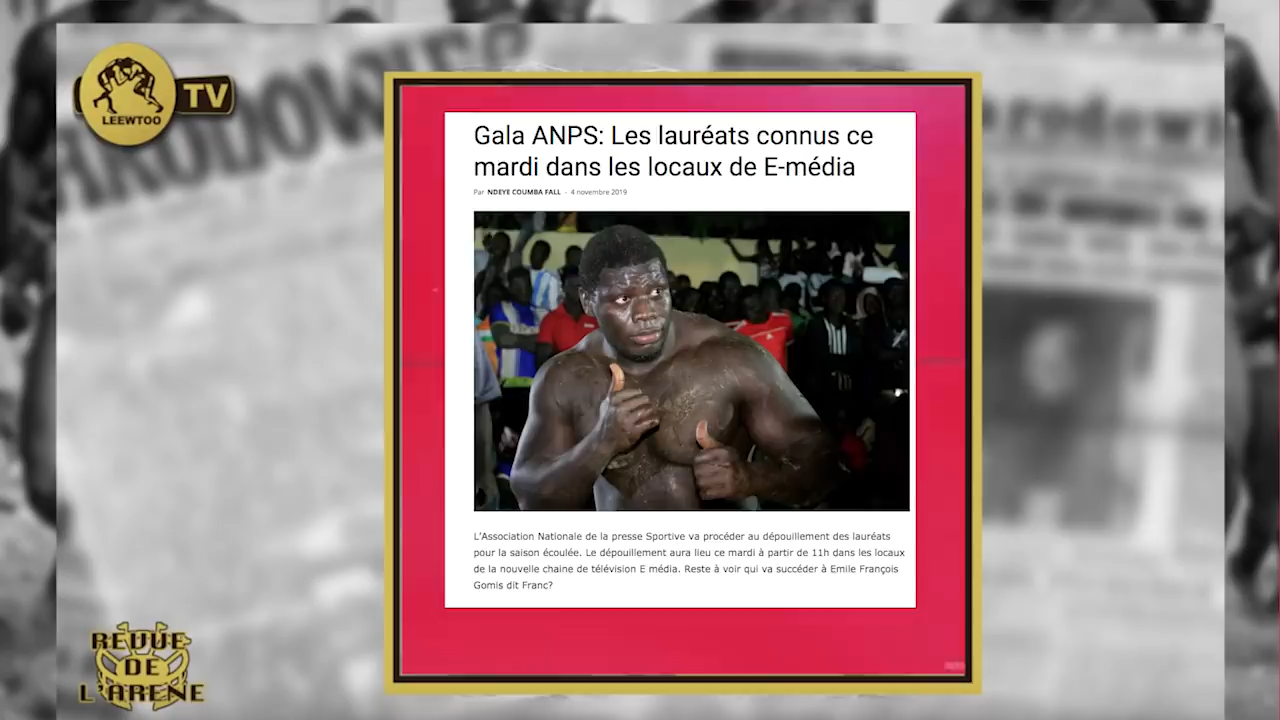 LEEWTOO
TV
Gala ANPS: Les lauréats connus ce
mardi dans les locaux de E-média
Par NDEYE COUMBA FALL - 4 novembre 2019
L'Association Nationale de la presse Sportive va procéder au dépouillement des lauréats
pour la saison écoulée. Le dépouillement aura lieu ce mardi à partir de 11h dans les locaux
de la nouvelle chaine de télévision E média. Reste à voir qui va succéder à Emile François
Gomis dit Franc?
REVUE
DE
L'ARENE